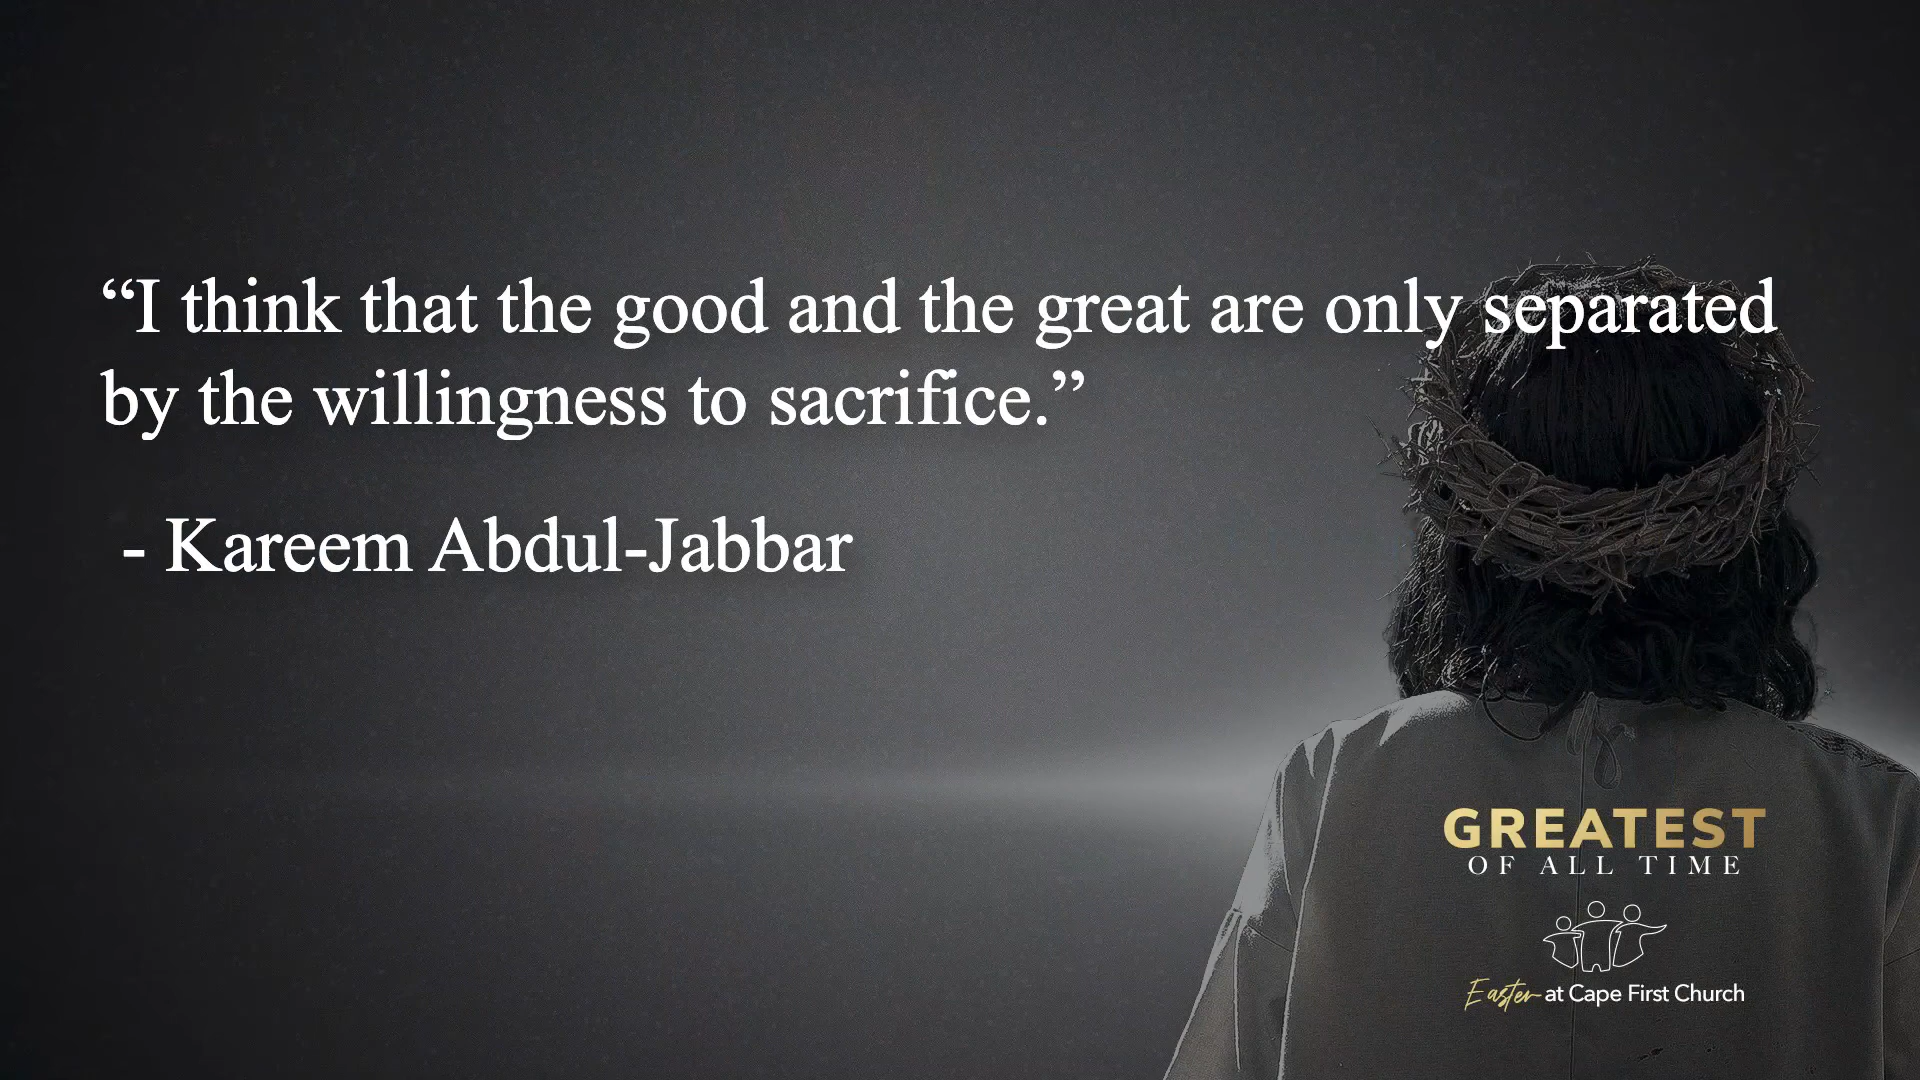 “I think that the good and the great are only separated
by the willingness to sacrifice.”
- Kareem Abdul-Jabbar
GREATEST
OF ALL TIME
Easter at Cape First Church